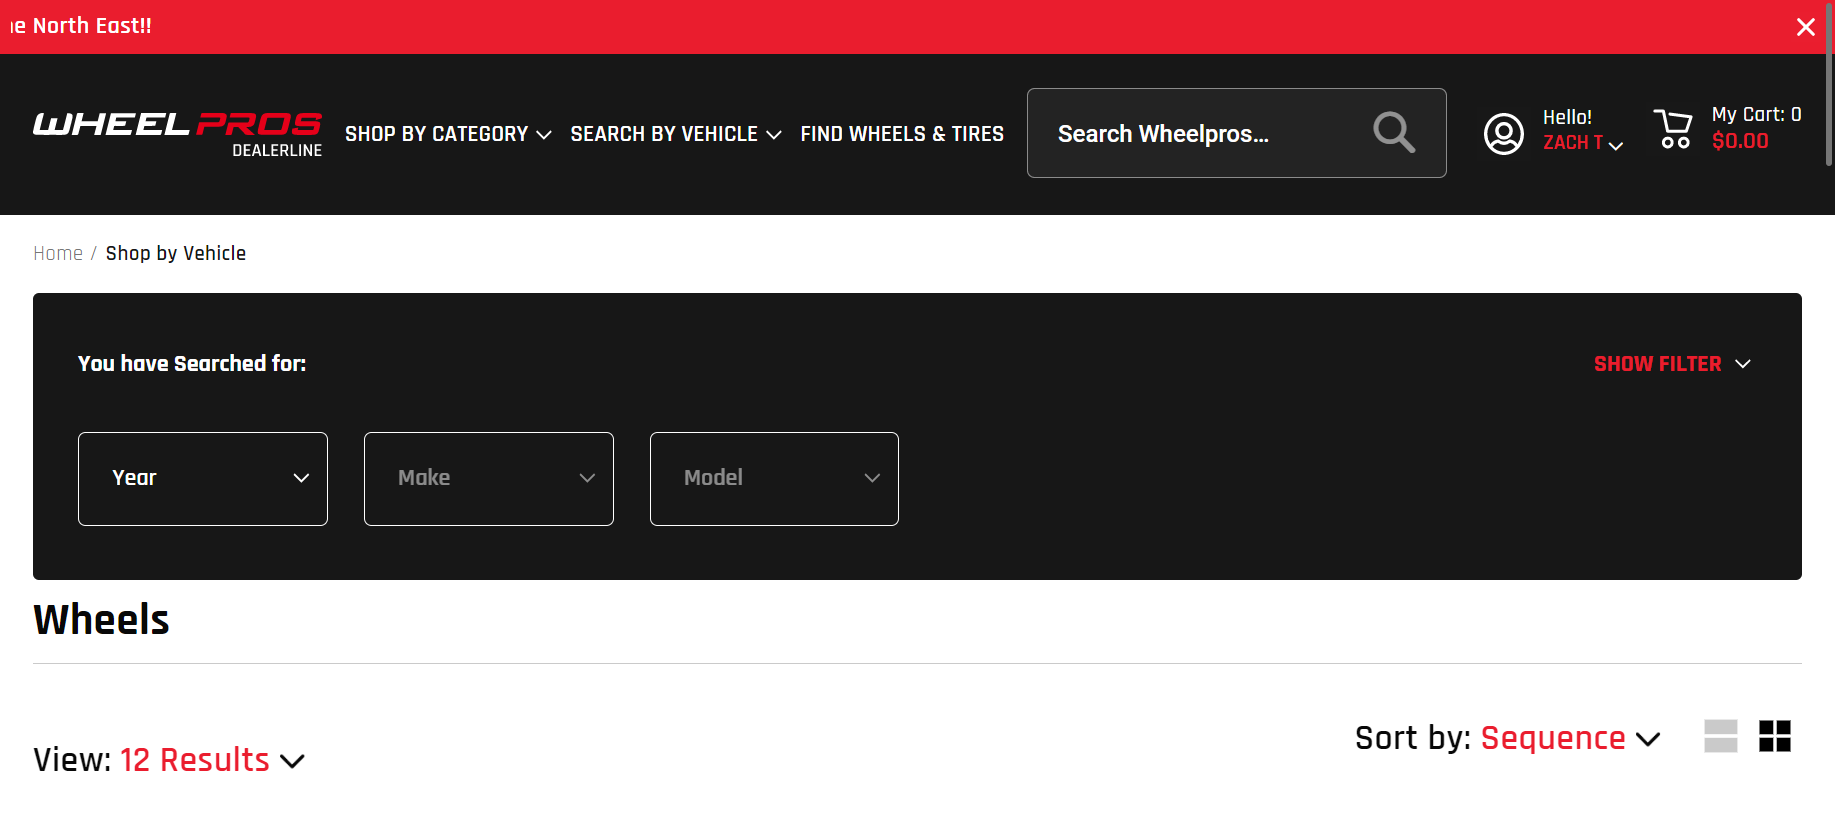 e North East!!
WHEEL PROS
DEALERLINE
SHOP BY CATEGORY
SEARCH BY VEHICLE
FIND WHEELS & TIRES
Search Wheelpros...
Hello!
ZACH T
My Cart: 0
$0.00
Home / Shop by Vehicle
You have Searched for:
SHOW FILTER
Year
Make
Model
Wheels
View: 12 Results
Sort by: Sequence